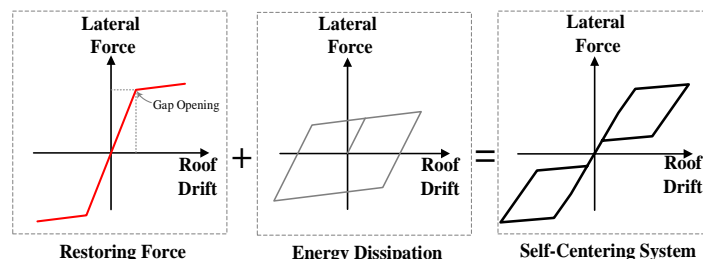 Lateral
Force
Gap Opening
Roof
Drift
Restoring Force
+
Lateral
Force
Roof
Drift
Energy Dissipation
=
Lateral
Force
Roof
Drift
Self-Centering System